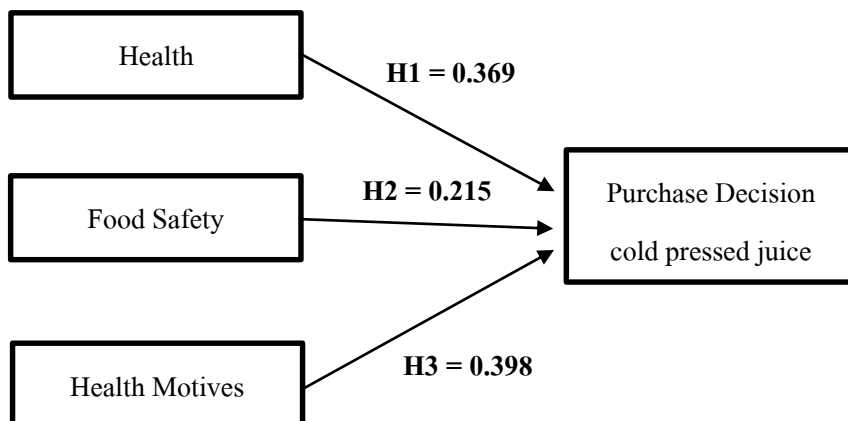 Health
H1 = 0.369
Food Safety
H2 = 0.215
Purchase Decision
cold pressed juice
Health Motives
H3 = 0.398